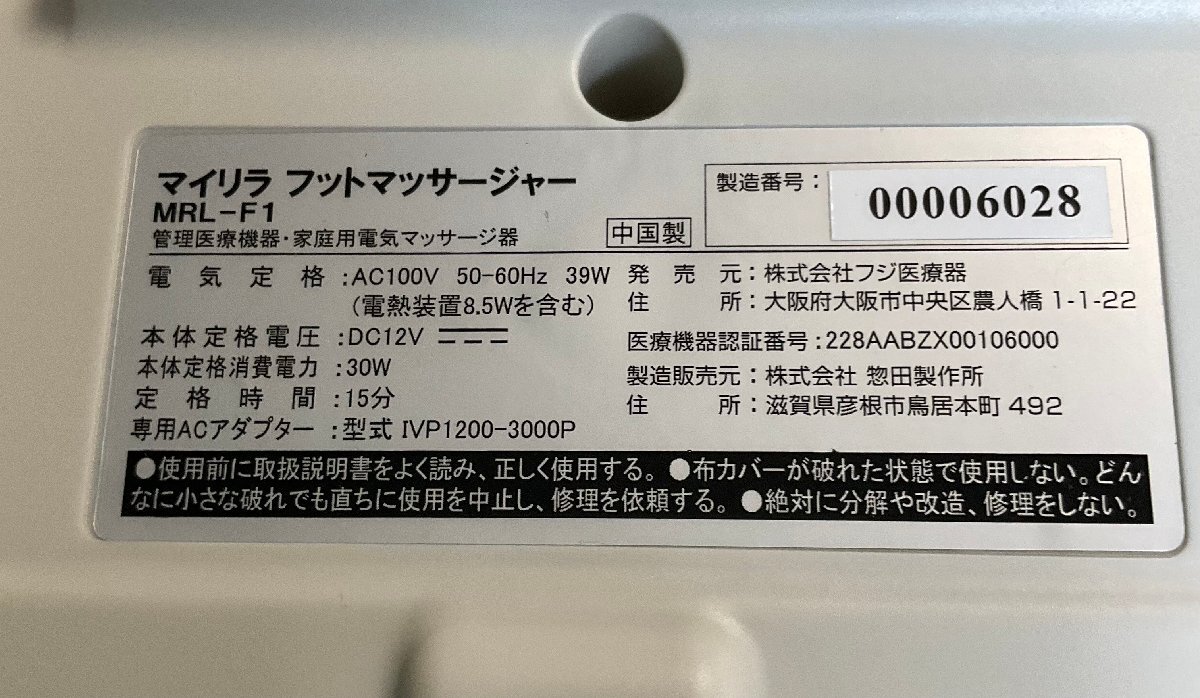 マイリラ フットマッサージャー
MRL-F1
管理医療機器・家庭用電気マッサージ器
中国製
製造番号:
00006028
電気定格:AC100V 50-60Hz 39W
(電熱装置8.5Wを含む)
本体定格電圧:DC12V
本体定格消費電力:30W
定格時間:15分
専用ACアダプター:型式 IVP1200-3000P
発売元:株式会社フジ医療器
住所:大阪府大阪市中央区農人橋 1-1-22
医療機器認証番号:228AABZX00106000
製造販売元:株式会社 惣田製作所
住所:滋賀県彦根市鳥居本町 492
●使用前に取扱説明書をよく読み、正しく使用する。●布カバーが破れた状態で使用しない。どん
なに小さな破れでも直ちに使用を中止し、修理を依頼する。●絶対に分解や改造、修理をしない。